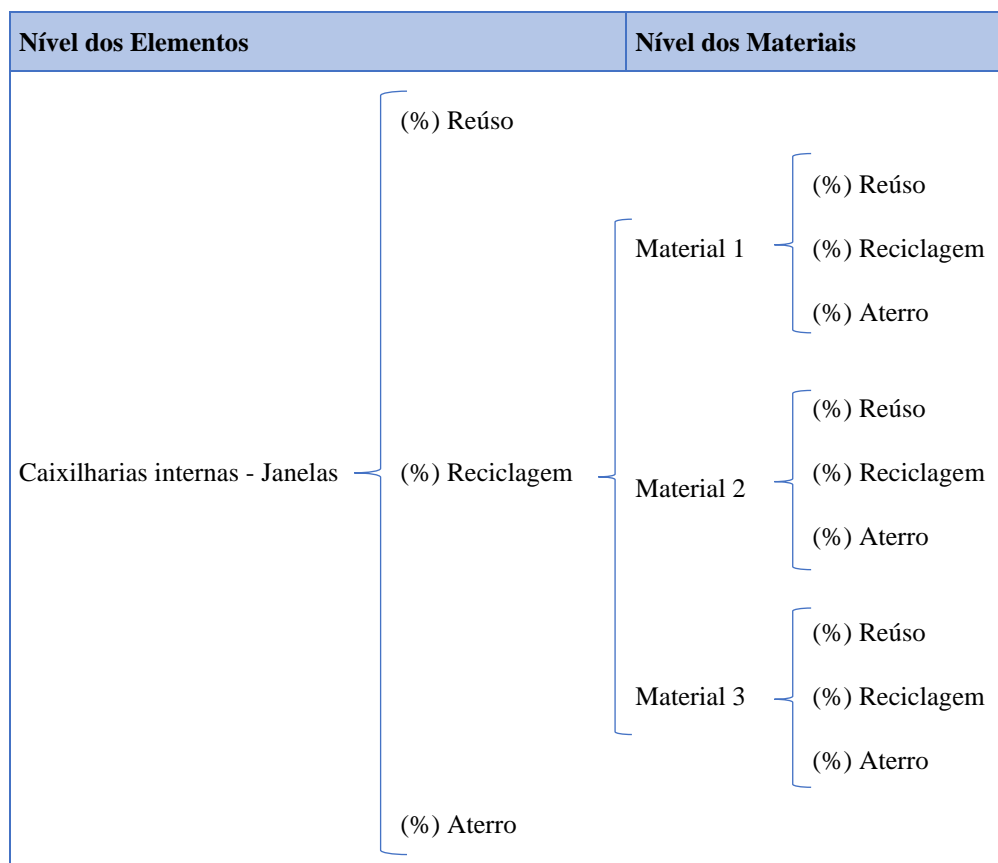 Nível dos Elementos
Nível dos Materiais
(%) Reúso
(%) Reúso
Material 1
(%) Reciclagem
(%) Aterro
(%) Reúso
Caixilharias internas - Janelas
(%) Reciclagem
Material 2
(%) Reciclagem
(%) Aterro
(%) Reúso
Material 3
(%) Reciclagem
(%) Aterro
(%) Aterro